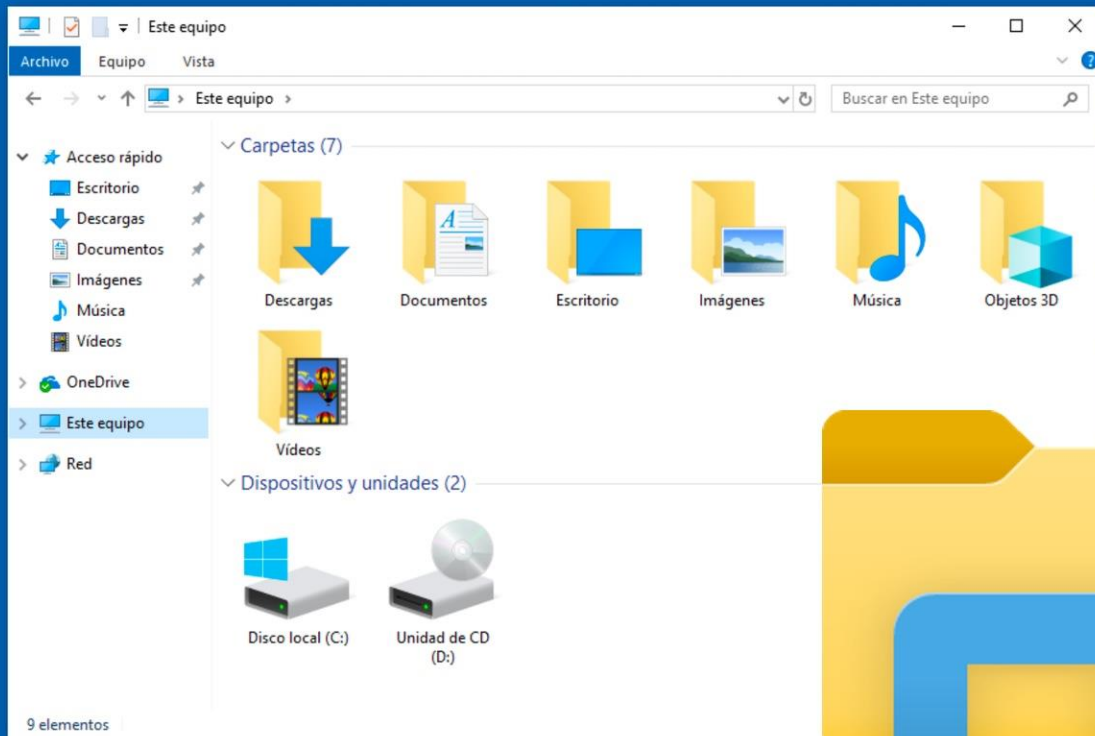 Este equipo
Archivo Equipo Vista
?
Este equipo
Buscar en Este equipo
Acceso rápido
Escritorio
Descargas
Documentos
Imágenes
Música
Vídeos
OneDrive
Este equipo
Red
Carpetas (7)
Descargas Documentos Escritorio Imágenes Música Objetos 3D
Vídeos
Dispositivos y unidades (2)
Disco local (C:) Unidad de CD
(D:)
9 elementos